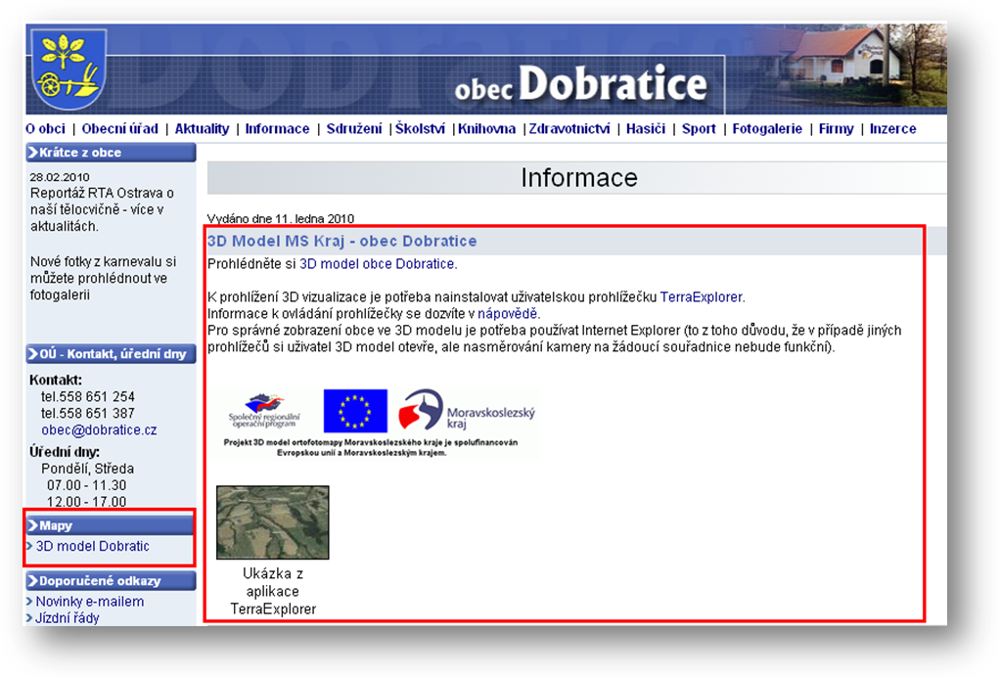 obec Dobratice
O obci | Obecní úřad | Aktuality | Informace | Sdružení | Školství | Knihovna | Zdravotnictví | Hasiči | Sport | Fotogalerie | Firmy | Inzerce
Krátce z obce
28.02.2010
Reportáž RTA Ostrava o
naší tělocvičně - více v
aktualitách.
Nové fotky z karnevalu si
můžete prohlédnout ve
fotogalerii
OÚ - Kontakt, úřední dny
Kontakt:
tel.558 651 254
tel.558 651 387
obec@dobratice.cz
Úřední dny:
Pondělí, Středa
07.00 - 11.30
12.00 - 17.00
Mapy
3D model Dobratic
Doporučené odkazy
Novinky e-mailem
Jízdní řády
Informace
Vydáno dne 11. ledna 2010
3D Model MS Kraj - obec Dobratice
Prohlédněte si 3D model obce Dobratice.
K prohlížení 3D vizualizace je potřeba nainstalovat uživatelskou prohlížečku TerraExplorer.
Informace k ovládání prohlížečky se dozvíte v nápovědě.
Pro správné zobrazení obce ve 3D modelu je potřeba používat Internet Explorer (to z toho důvodu, že v případě jiných
prohlížečů si uživatel 3D model otevře, ale nasměrování kamery na žádoucí souřadnice nebude funkční).
Společný regionální
operační program
Moravskoslezský
kraj
Projekt 3D model ortofotomapy Moravskoslezského kraje je spolufinancován
Evropskou unií a Moravskoslezským krajem.
Ukázka z
aplikace
TerraExplorer